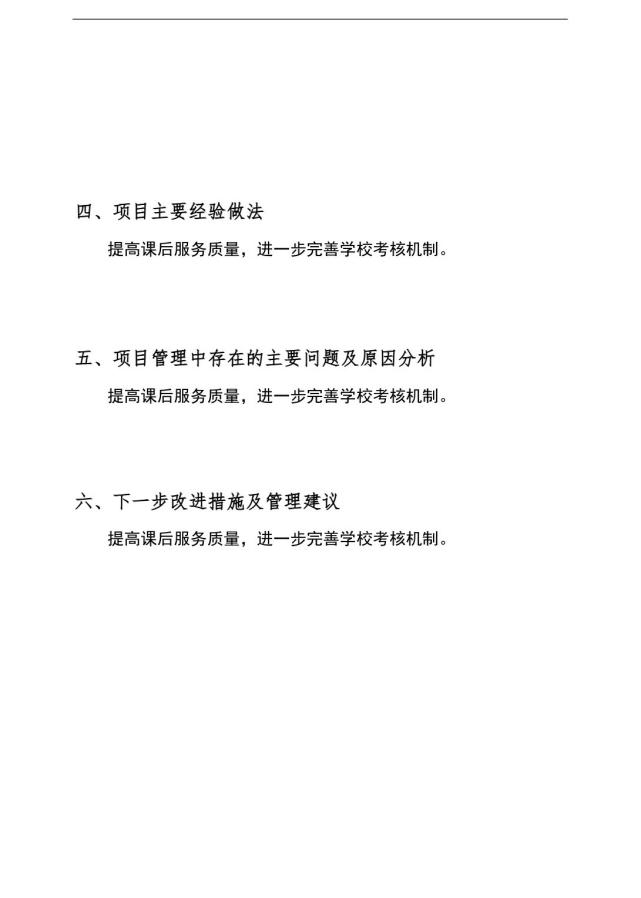 四、项目主要经验做法
提高课后服务质量，进一步完善学校考核机制。
五、项目管理中存在的主要问题及原因分析
提高课后服务质量，进一步完善学校考核机制。
六、下一步改进措施及管理建议
提高课后服务质量，进一步完善学校考核机制。